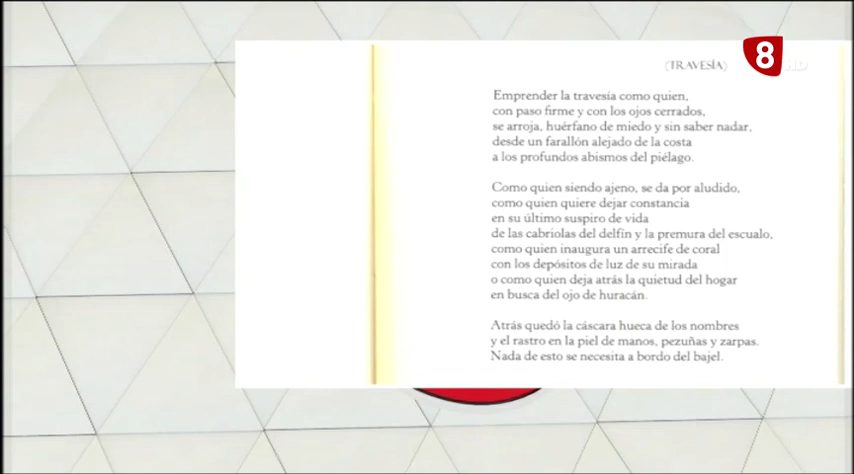 8 HD
(TRAVESÍA)
Emprender la travesía como quien,
con paso firme y con los ojos cerrados,
se arroja, huérfano de miedo y sin saber nadar,
desde un farallón alejado de la costa
a los profundos abismos del piélago.
Como quien siendo ajeno, se da por aludido,
como quien quiere dejar constancia
en su último suspiro de vida
de las cabriolas del delfín y la premura del escualo,
como quien inaugura un arrecife de coral
con los depósitos de luz de su mirada
o como quien deja atrás la quietud del hogar
en busca del ojo de huracán.
Atrás quedó la cáscara hueca de los nombres
y el rastro en la piel de manos, pezuñas y zarpas.
Nada de esto se necesita a bordo del bajel.